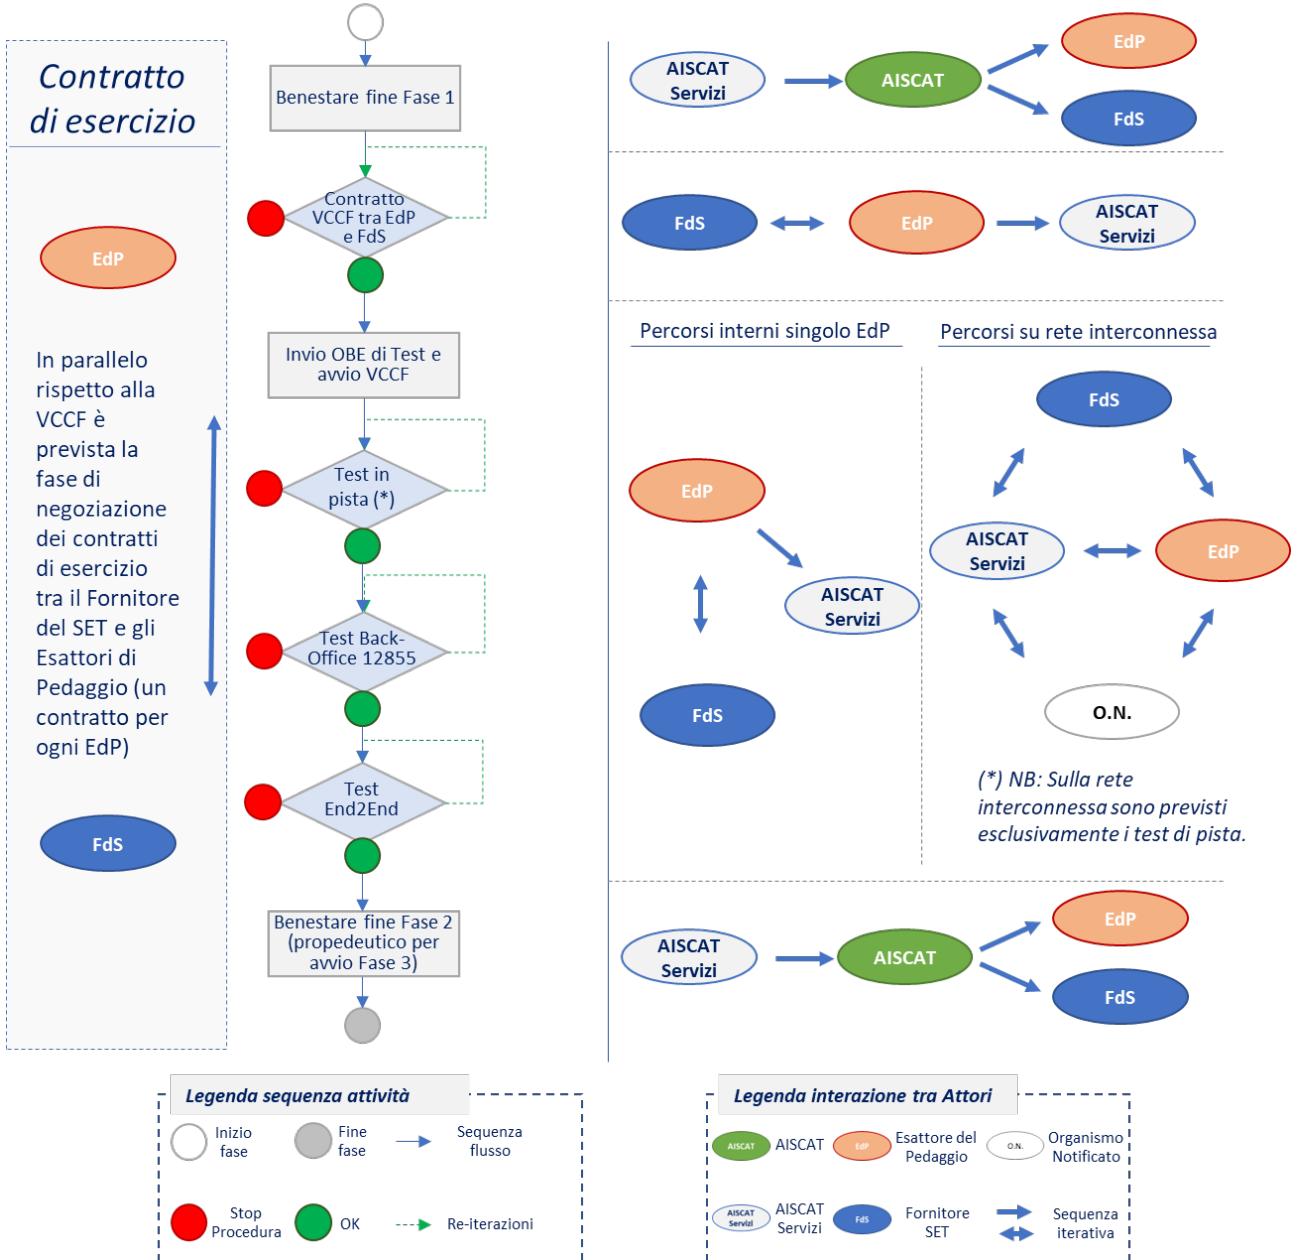 Contratto
di esercizio
EdP
In parallelo
rispetto alla
VCCF è
prevista la
fase di
negoziazione
dei contratti
di esercizio
tra il Fornitore
del SET e gli
Esattori di
Pedaggio (un
contratto per
ogni EdP)
FdS
Benestare fine Fase 1
Contratto
VCCF tra EdP
e FdS
Invio OBE di Test e
avvio VCCF
Test in
pista (*)
Test Back-
Office 12855
Test
End2End
Benestare fine Fase 2
(propedeutico per
avvio Fase 3)
AISCAT
Servizi
AISCAT
EdP
FdS
FdS
EdP
AISCAT
Servizi
Percorsi interni singolo EdP
EdP
AISCAT
Servizi
FdS
Percorsi su rete interconnessa
FdS
AISCAT
Servizi
EdP
O.N.
(*) NB: Sulla rete
interconnessa sono previsti
esclusivamente i test di pista.
AISCAT
Servizi
AISCAT
EdP
FdS
Legenda sequenza attività
Inizio
fase
Fine
fase
Sequenza
flusso
Stop
Procedura
OK
Re-iterazioni
Legenda interazione tra Attori
AISCAT
AISCAT
EdP
Esattore del
Pedaggio
O.N.
Organismo
Notificato
AISCAT
Servizi
AISCAT
Servizi
FdS
Fornitore
SET
Sequenza
iterativa